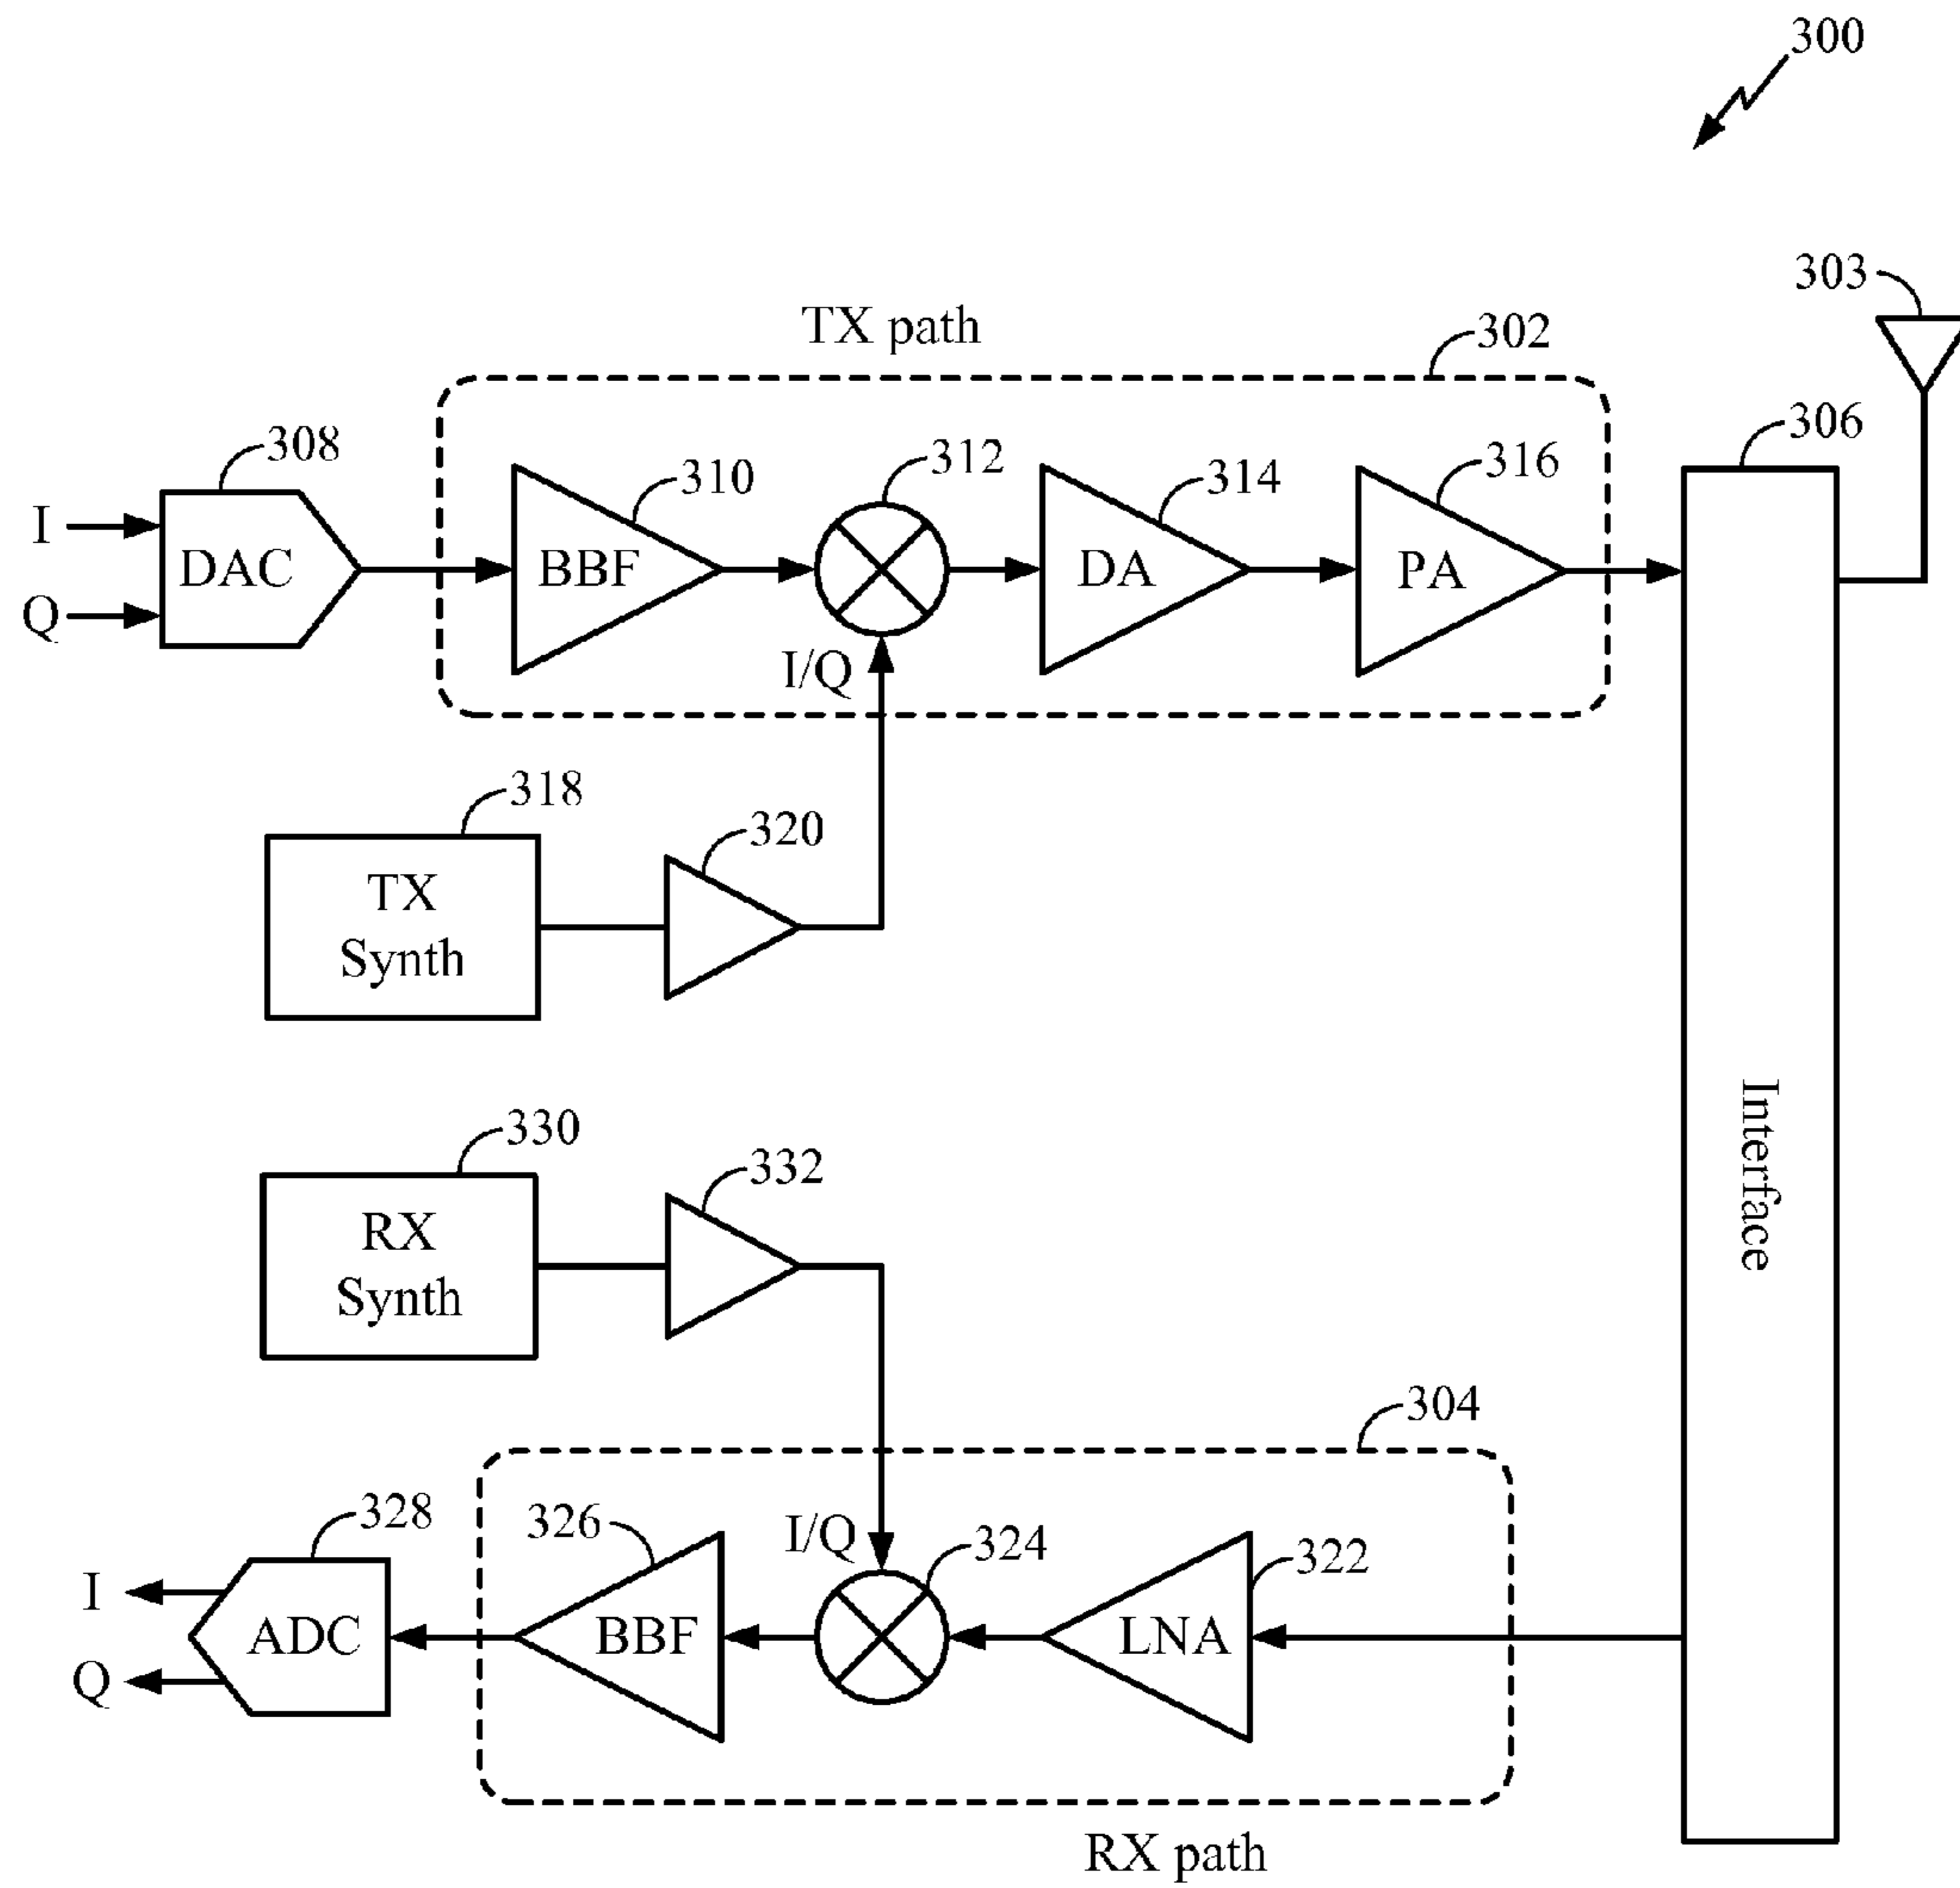 300
303
TX path
302
306
308
310
312
314
316
I
Q
DAC
BBF
DA
PA
I/Q
318
320
TX
Synth
330
332
RX
Synth
Interface
304
328
326
I/Q
324
322
I
Q
ADC
BBF
LNA
RX path